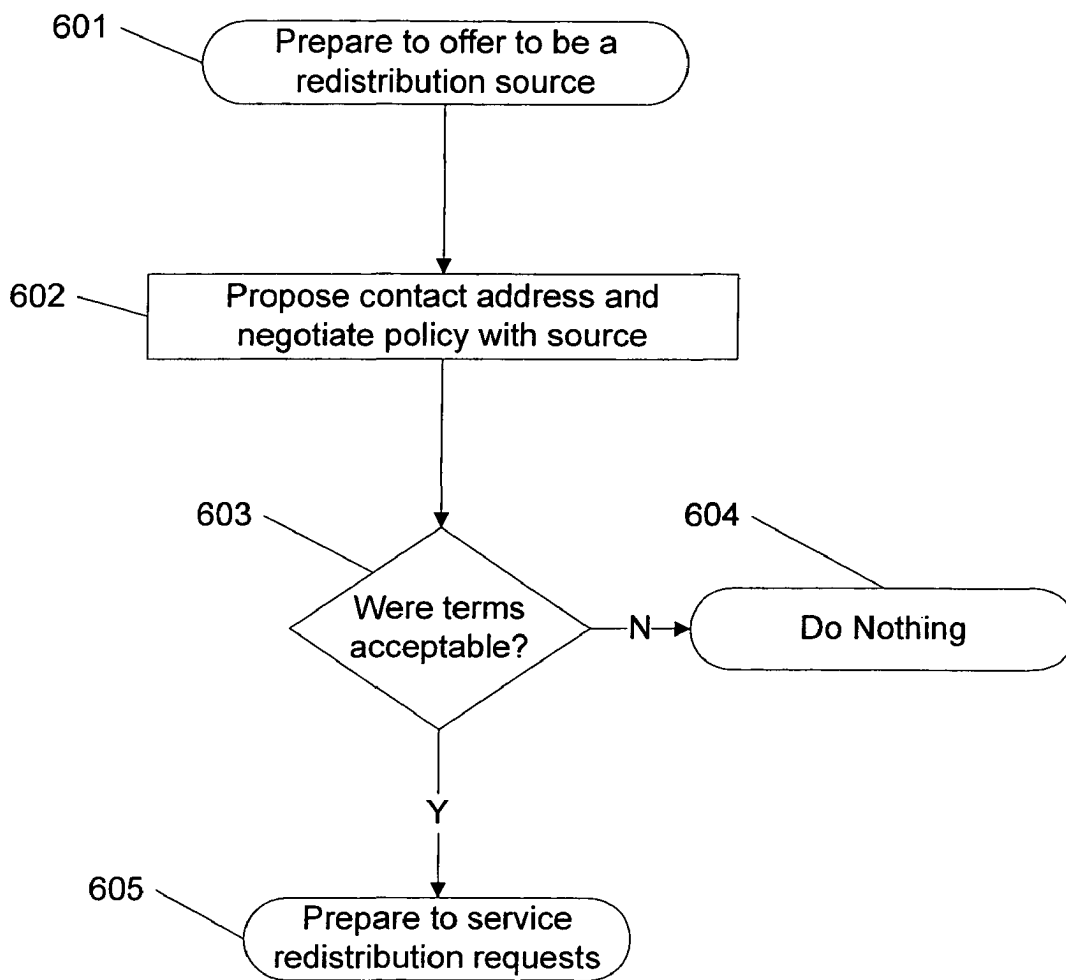 601
Prepare to offer to be a
redistribution source
602
Propose contact address and
negotiate policy with source
603
604
Were terms
acceptable?
N
Do Nothing
Y
605
Prepare to service
redistribution requests